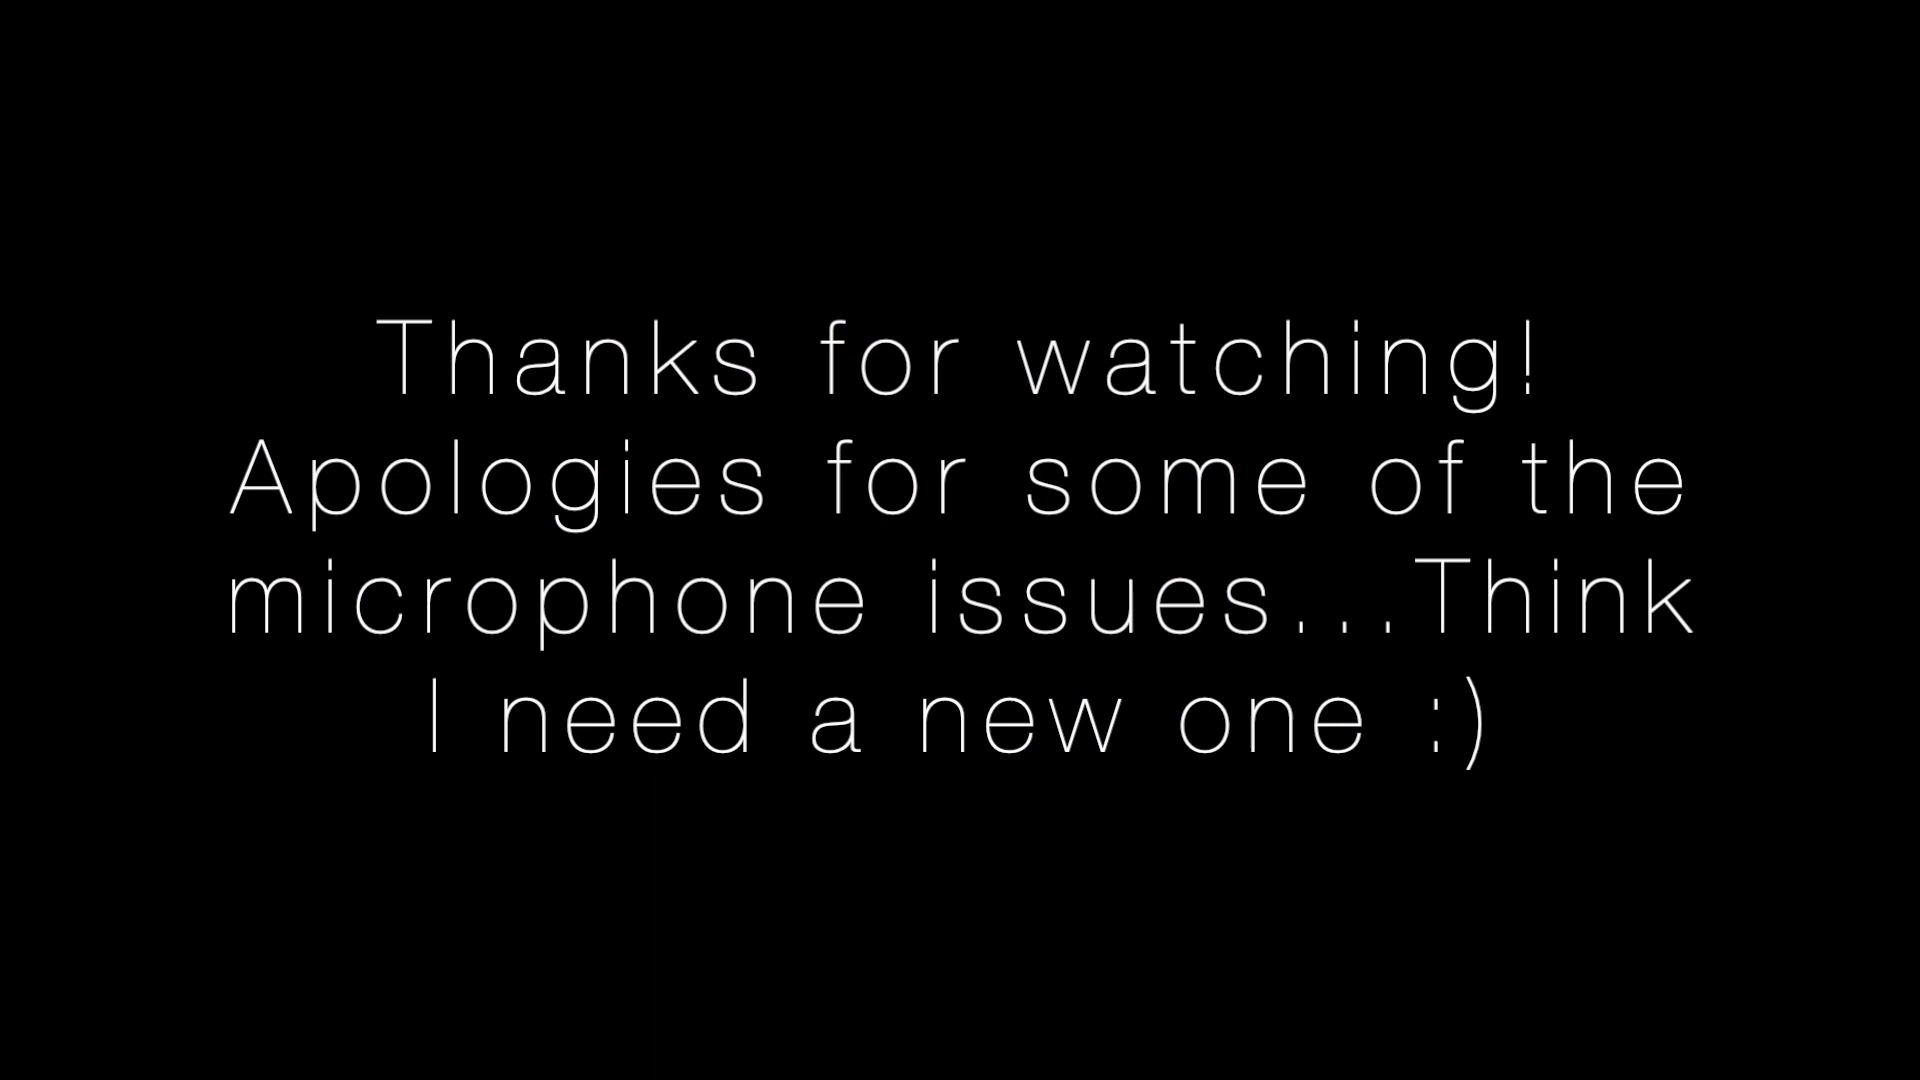 Thanks for watching!
Apologies for some of the
microphone issues...Think
I need a new one :)